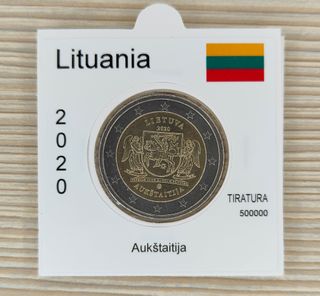 Lituania
2
0
2
0
LIETUVA
2020
AUKŠTAITIJA
TIRATURA
500000
Aukštaitija